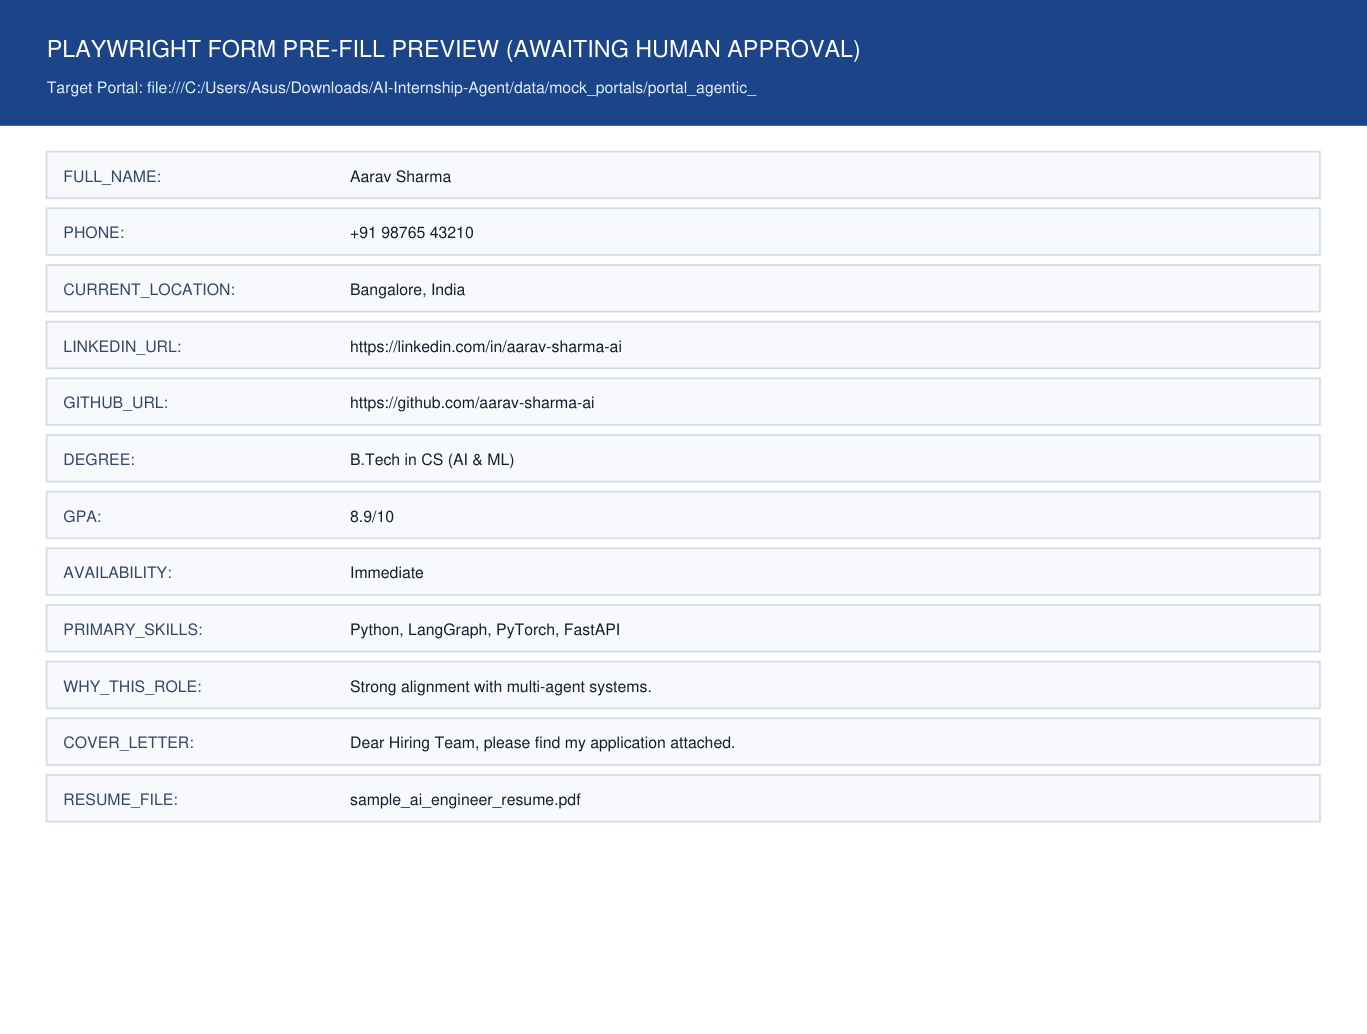 PLAYWRIGHT FORM PRE-FILL PREVIEW (AWAITING HUMAN APPROVAL)
Target Portal: file:///C:/Users/Asus/Downloads/AI-Internship-Agent/data/mock_portals/portal_agentic_
FULL_NAME: Aarav Sharma
PHONE: +91 98765 43210
CURRENT_LOCATION: Bangalore, India
LINKEDIN_URL: https://linkedin.com/in/aarav-sharma-ai
GITHUB_URL: https://github.com/aarav-sharma-ai
DEGREE: B.Tech in CS (AI & ML)
GPA: 8.9/10
AVAILABILITY: Immediate
PRIMARY_SKILLS: Python, LangGraph, PyTorch, FastAPI
WHY_THIS_ROLE: Strong alignment with multi-agent systems.
COVER_LETTER: Dear Hiring Team, please find my application attached.
RESUME_FILE: sample_ai_engineer_resume.pdf